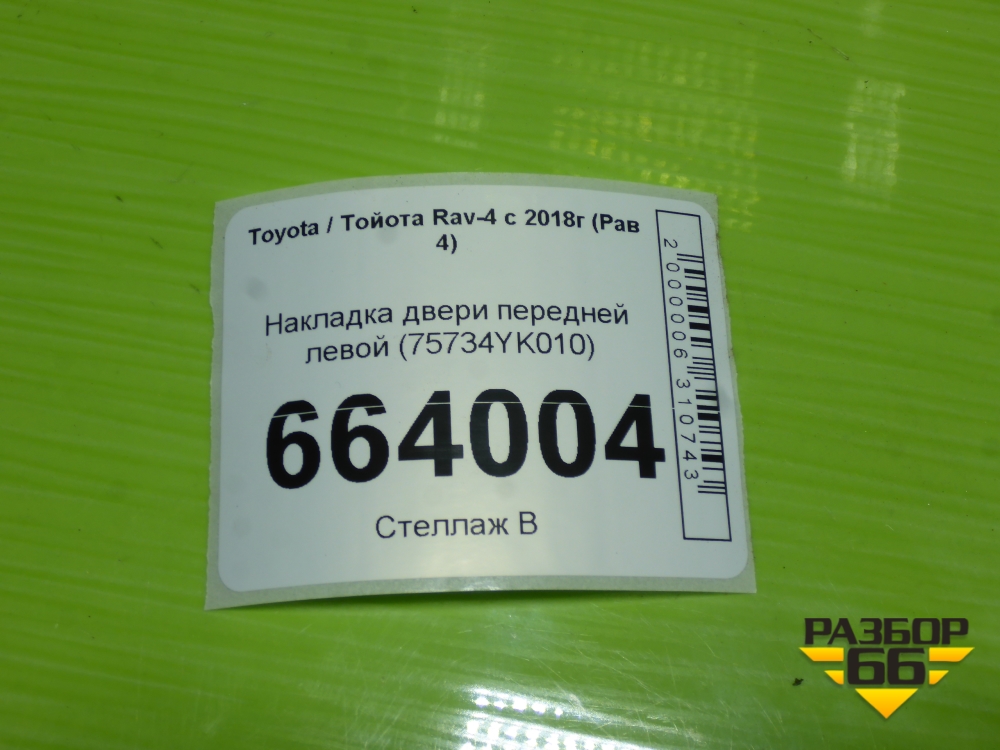 Toyota / Тойота Rav-4 с 2018г (Рав
4)
Накладка двери передней
левой (75734YK010)
664004
Стеллаж В
2000006310743
РАЗБОР
66